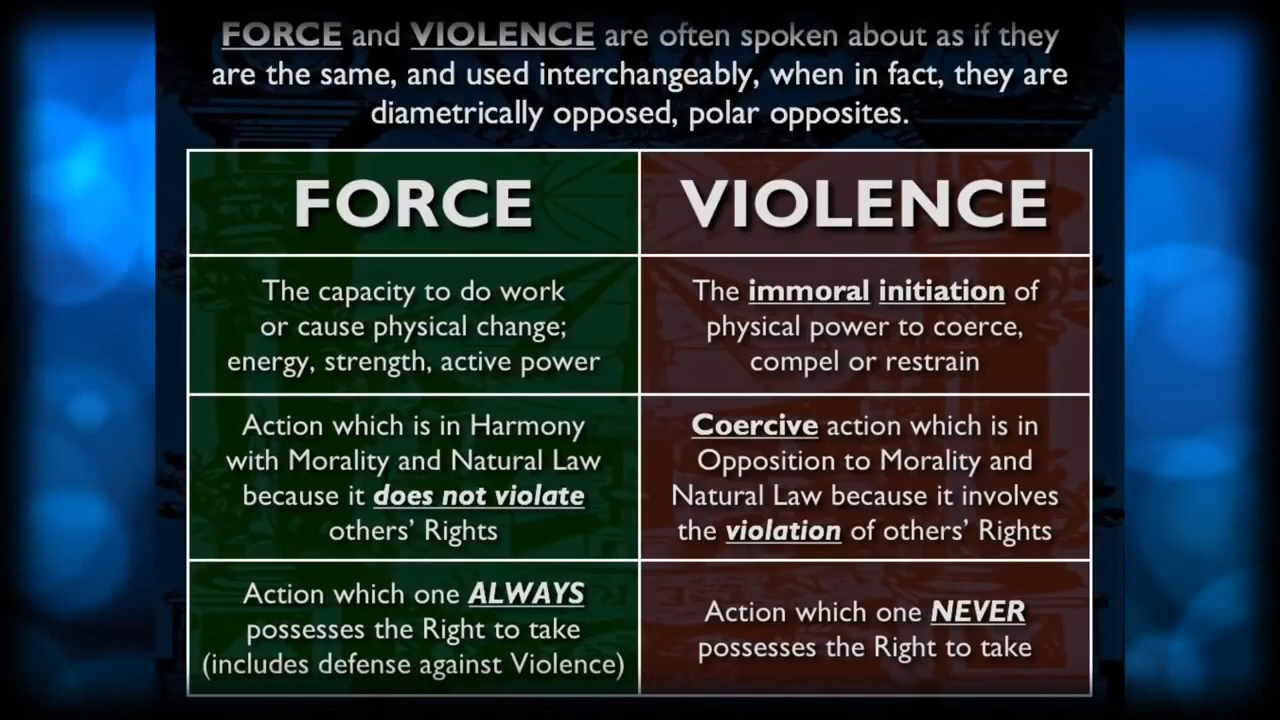 FORCE and VIOLENCE are often spoken about as if they
are the same, and used interchangeably, when in fact, they are
diametrically opposed, polar opposites.
FORCE
VIOLENCE
The capacity to do work
or cause physical change;
energy, strength, active power
The immoral initiation of
physical power to coerce,
compel or restrain
Action which is in Harmony
with Morality and Natural Law
because it does not violate
others’ Rights
Coercive action which is in
Opposition to Morality and
Natural Law because it involves
the violation of others’ Rights
Action which one ALWAYS
possesses the Right to take
(includes defense against Violence)
Action which one NEVER
possesses the Right to take